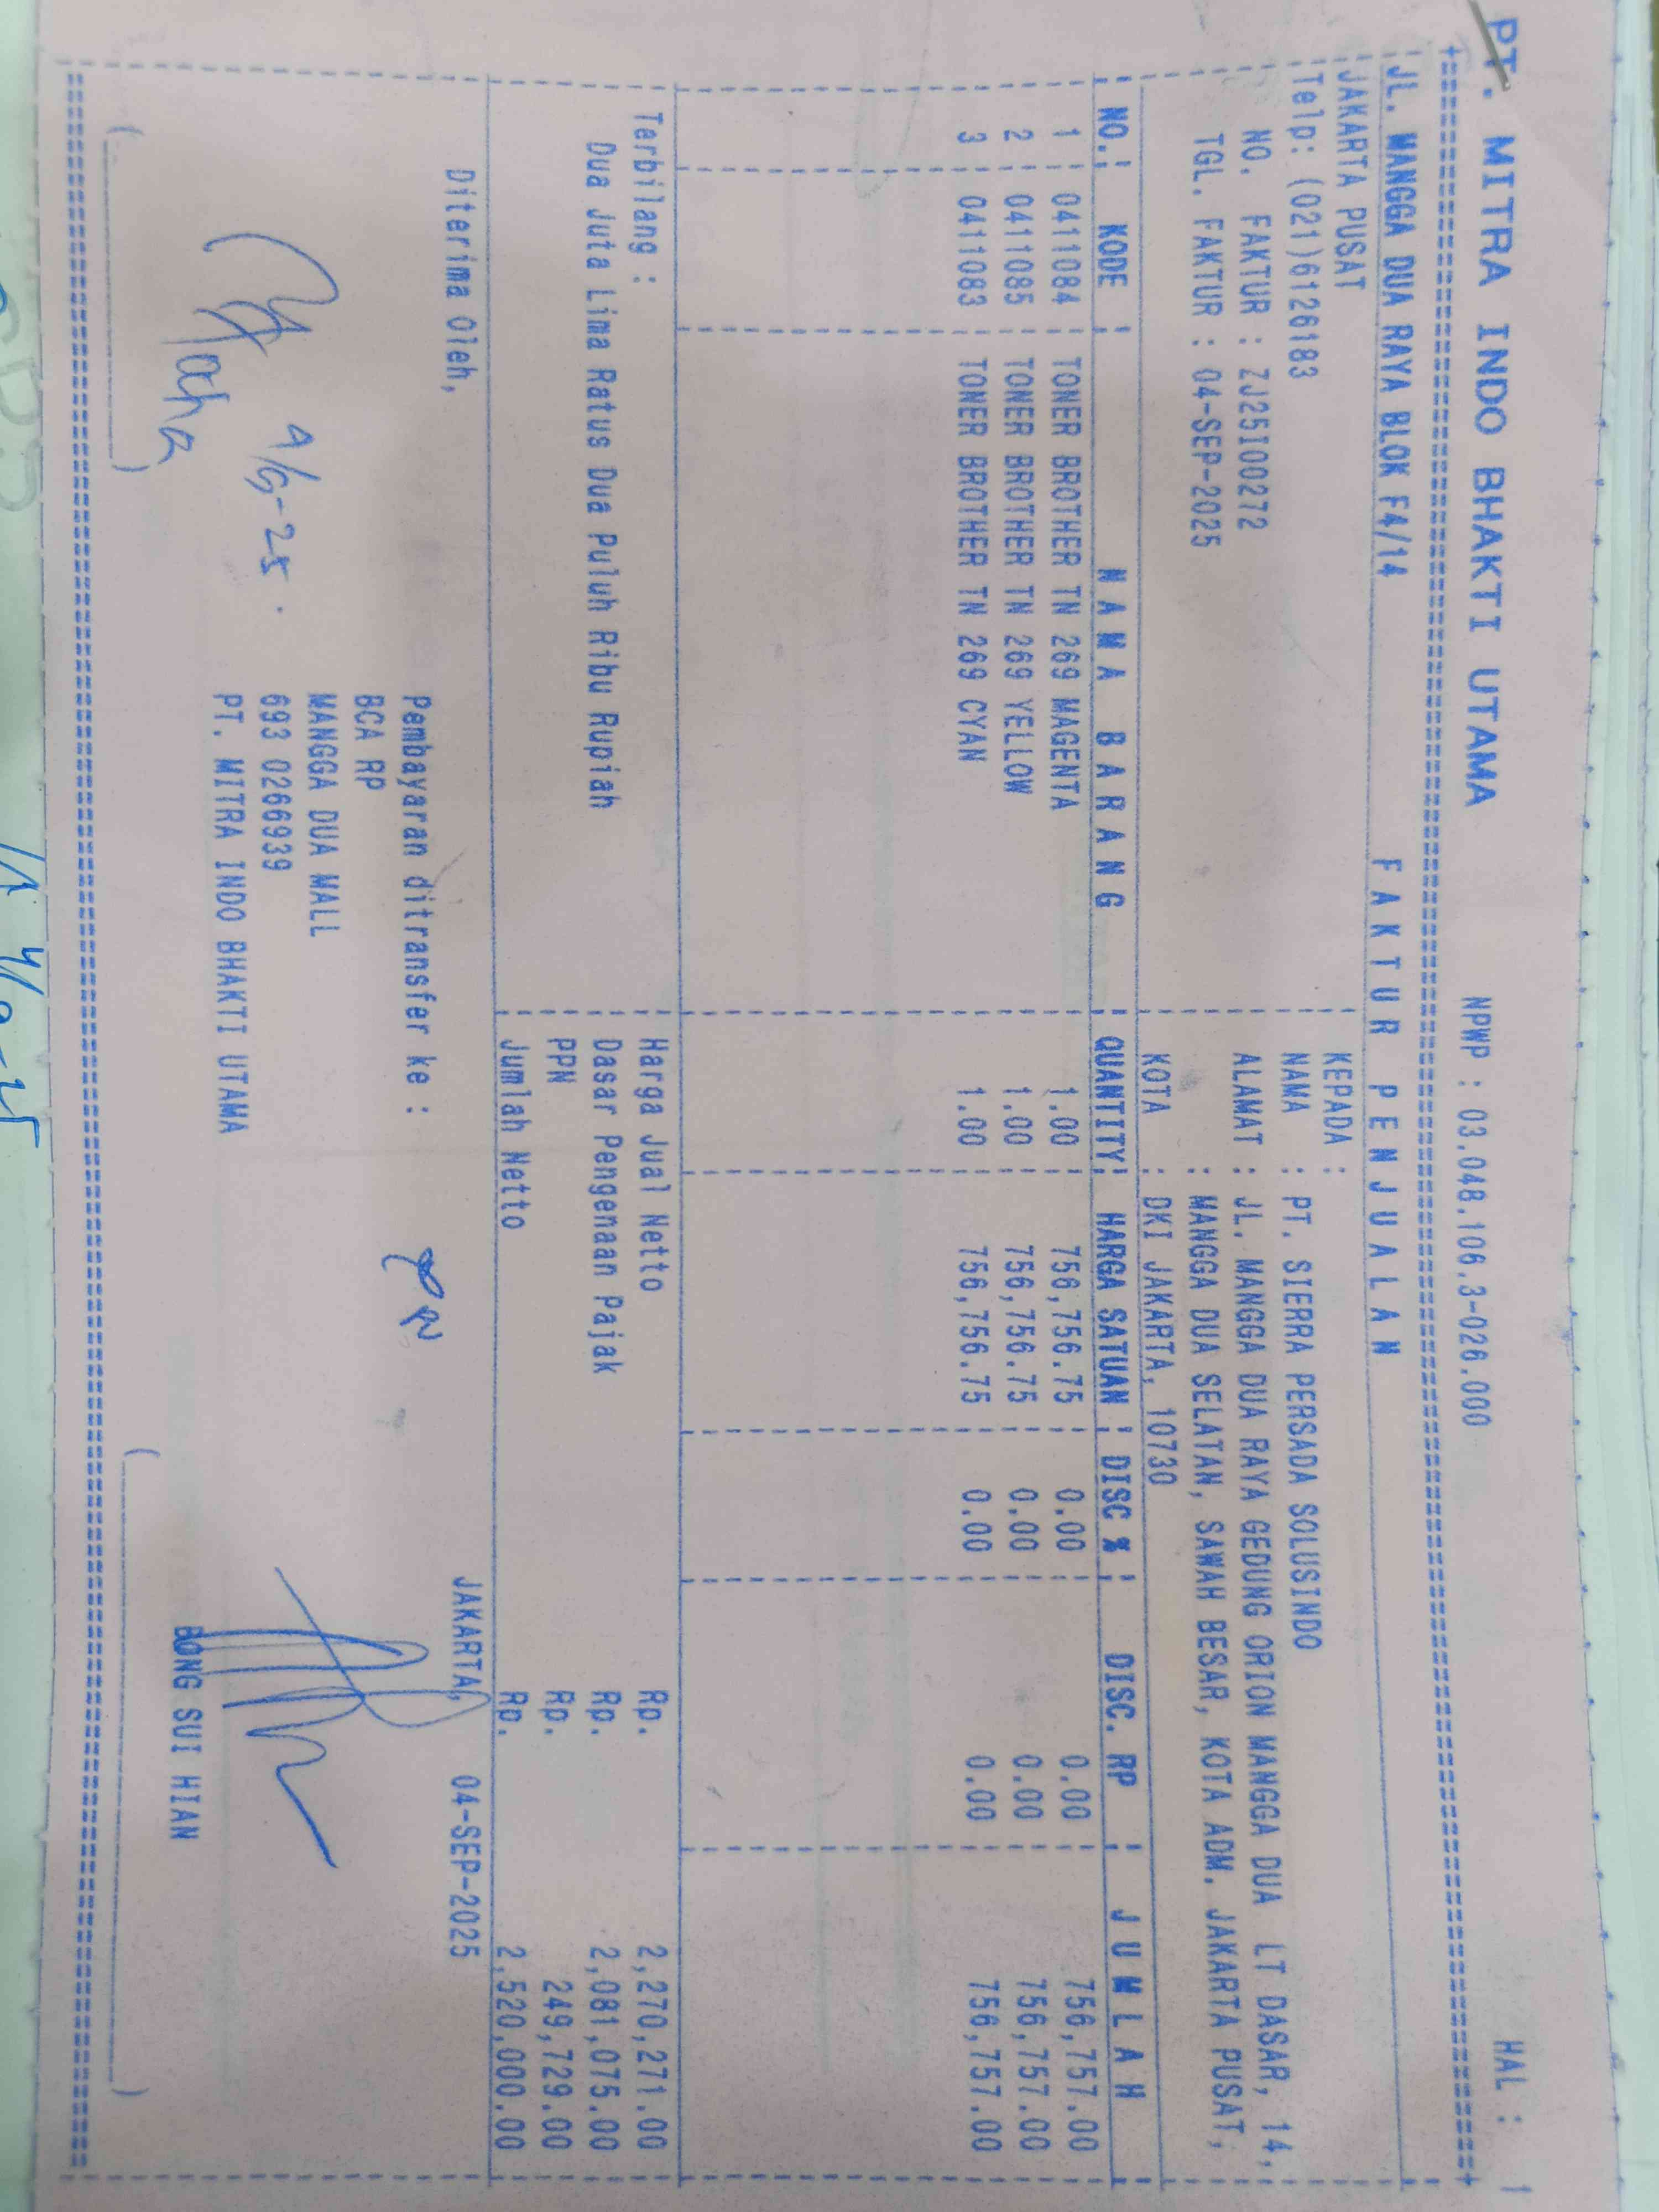 PT. MITRA INDO BHAKTI UTAMA NPWP : 03.048.106.3-026.000 HAL : 1
JL. MANGGA DUA RAYA BLOK F4/14 F A K T U R P E N J U A L A N
JAKARTA PUSAT KEPADA :
Telp: (021)6126183 NAMA : PT. SIERRA PERSADA SOLUSINDO
NO. FAKTUR : ZJ25I00272 ALAMAT : JL. MANGGA DUA RAYA GEDUNG ORION MANGGA DUA LT DASAR, 14,
TGL. FAKTUR : 04-SEP-2025 : MANGGA DUA SELATAN, SAWAH BESAR, KOTA ADM. JAKARTA PUSAT,
KOTA : DKI JAKARTA, 10730
NO. KODE N A M A B A R A N G QUANTITY HARGA SATUAN DISC % DISC. RP J U M L A H
1 0411084 TONER BROTHER TN 269 MAGENTA 1.00 756,756.75 0.00 0.00 756,757.00
2 0411085 TONER BROTHER TN 269 YELLOW 1.00 756,756.75 0.00 0.00 756,757.00
3 0411083 TONER BROTHER TN 269 CYAN 1.00 756,756.75 0.00 0.00 756,757.00
Terbilang : Harga Jual Netto Rp. 2,270,271.00
Dua Juta Lima Ratus Dua Puluh Ribu Rupiah Dasar Pengenaan Pajak Rp. 2,081,075.00
PPN Rp. 249,729.00
Jumlah Netto Rp. 2,520,000.00
Diterima Oleh, JAKARTA, 04-SEP-2025
Pembayaran ditransfer ke :
BCA RP
MANGGA DUA MALL
693 0266939
PT. MITRA INDO BHAKTI UTAMA
4/9-25
BONG SUI HIAN